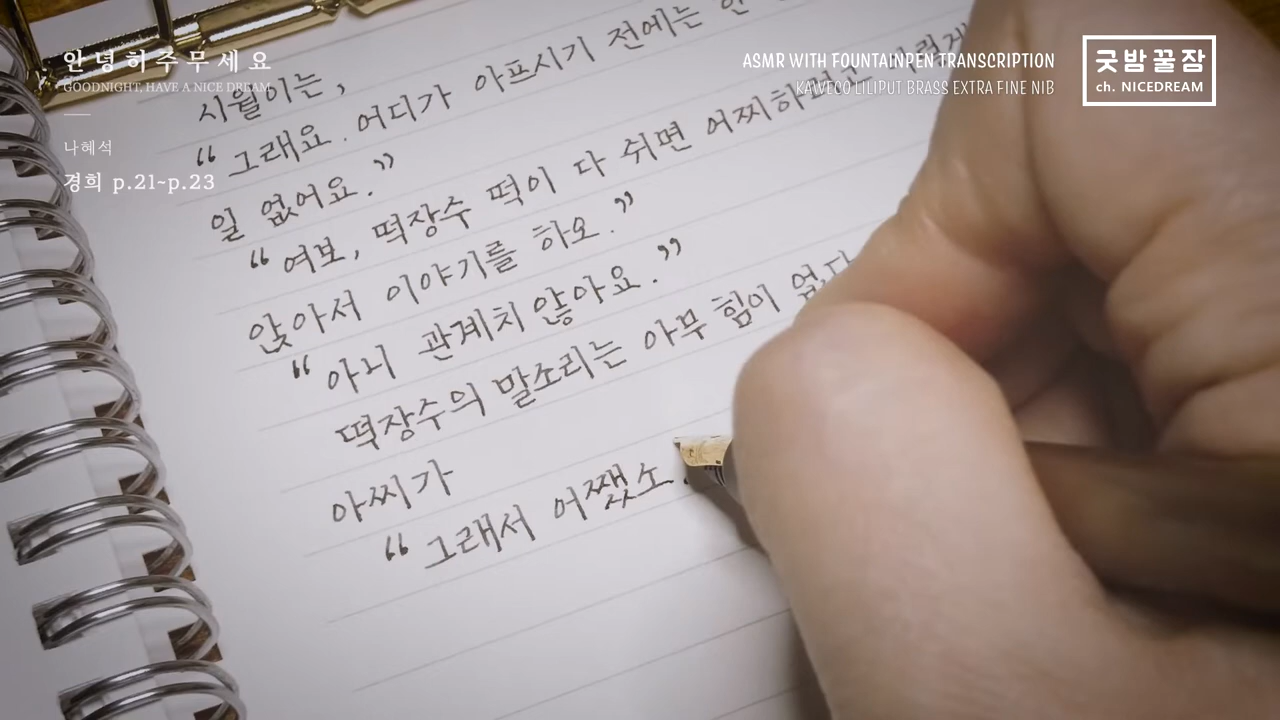 안녕히주무세요
GOODNIGHT, HAVE A NICE DREAM
나혜석
경희 p.21~p.23
ASMR WITH FOUNTAINPEN TRANSCRIPTION
KAWECO LILIPUT BRASS EXTRA FINE NIB
굿밤꿀잠
ch. NICEDREAM
시월이는,
“그래요. 어디가 아프시기 전에는
일 없어요.”
“여보, 떡장수 떡이 다 쉬면 어찌하려고 이렇게
앉아서 이야기를 하오.”
“아니 관계치 않아요.”
떡장수의 말소리는 아무 힘이 없다
아씨가
“그래서 어쨌소.